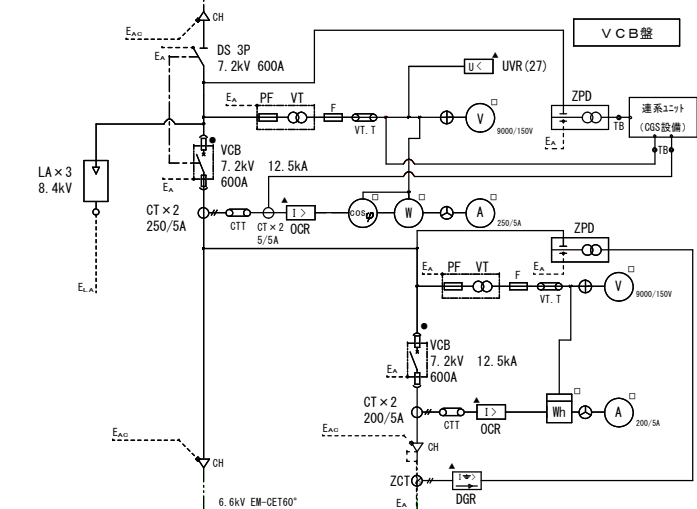 CH
EAC
VCB盤
DS 3P
7.2kV 600A
EA
U<
UVR(27)
EA
PF
VT
F
VT.T
V
9000/150V
ZPD
EA
TB
連系ユニット
(CGS設備)
TB
LA×3
8.4kV
VCB
7.2kV 12.5kA
600A
EA
CT×2
250/5A
CTT
CT×2
5/5A
I>
OCR
cosφ
W
A
250/5A
ELA
ZPD
EA
PF
VT
F
EA
VT.T
V
9000/150V
VCB
7.2kV 12.5kA
600A
EA
CT×2
200/5A
CTT
I>
OCR
Wh
A
200/5A
EAC
CH
EAC
CH
ZCT
I
DGR
EA
6.6kV EM-CET60°